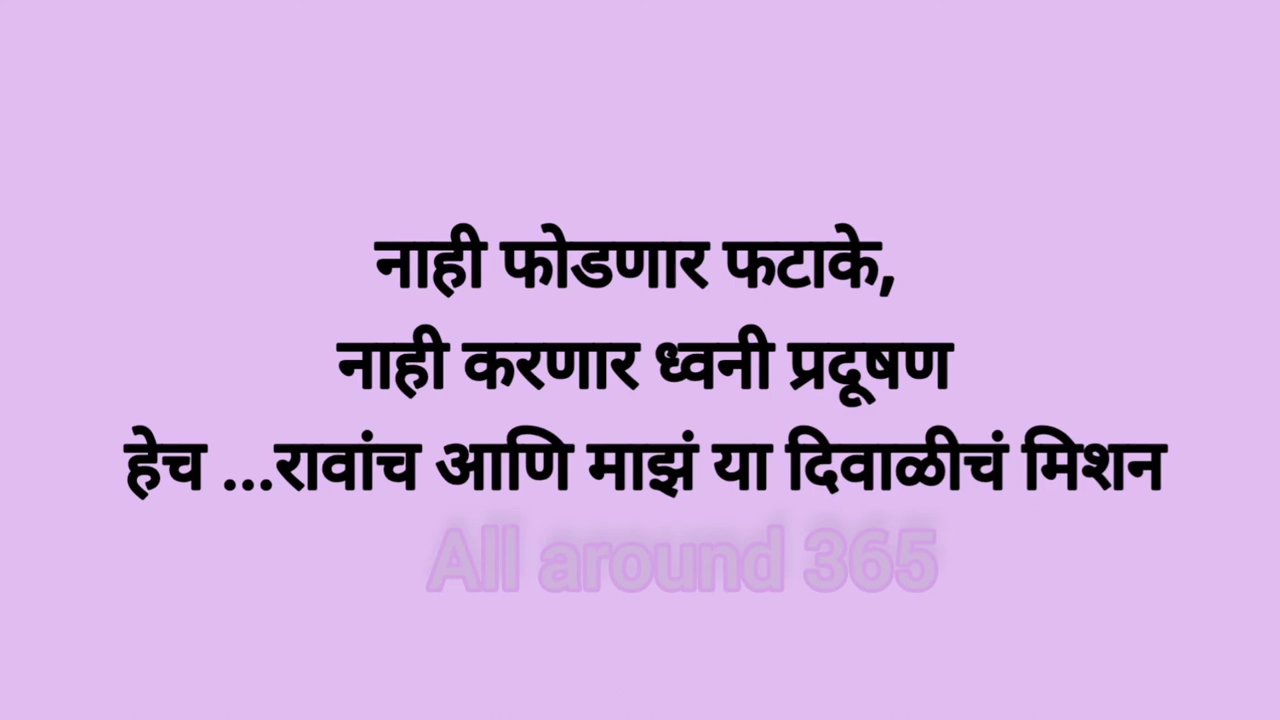 नाही फोडणार फटाके,
नाही करणार ध्वनी प्रदूषण
हेच ...रावांच आणि माझं या दिवाळीचं मिशन
All around 365